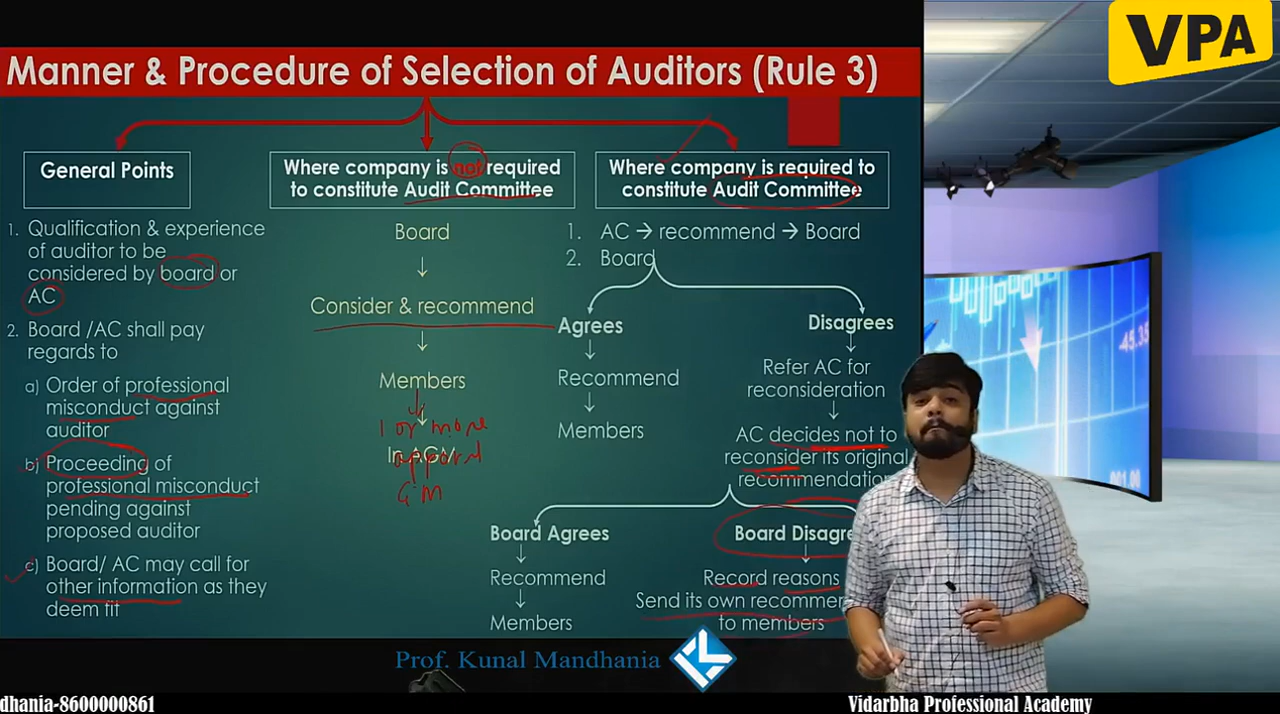 VPA
Manner & Procedure of Selection of Auditors (Rule 3)
General Points
1. Qualification & experience
of auditor to be
considered by board or
AC
2. Board /AC shall pay
regards to
a) Order of professional
misconduct against
auditor
b) Proceeding of
professional misconduct
pending against
proposed auditor
c) Board/ AC may call for
other information as they
deem fit
Where company is not required
to constitute Audit Committee
Board
↓
Consider & recommend
↓
Members
↓
1 or more
In AGM
appoint
GM
Where company is required to
constitute Audit Committee
1. AC → recommend → Board
2. Board
Agrees
↓
Recommend
↓
Members
Disagrees
↓
Refer AC for
reconsideration
↓
AC decides not to
reconsider its original
recommendation
Board Agrees
↓
Recommend
↓
Members
Board Disagre
↓
Record reasons
Send its own recommen
to members
-45.35
Prof. Kunal Mandhania
dhania-8600000861
Vidarbha Professional Academy